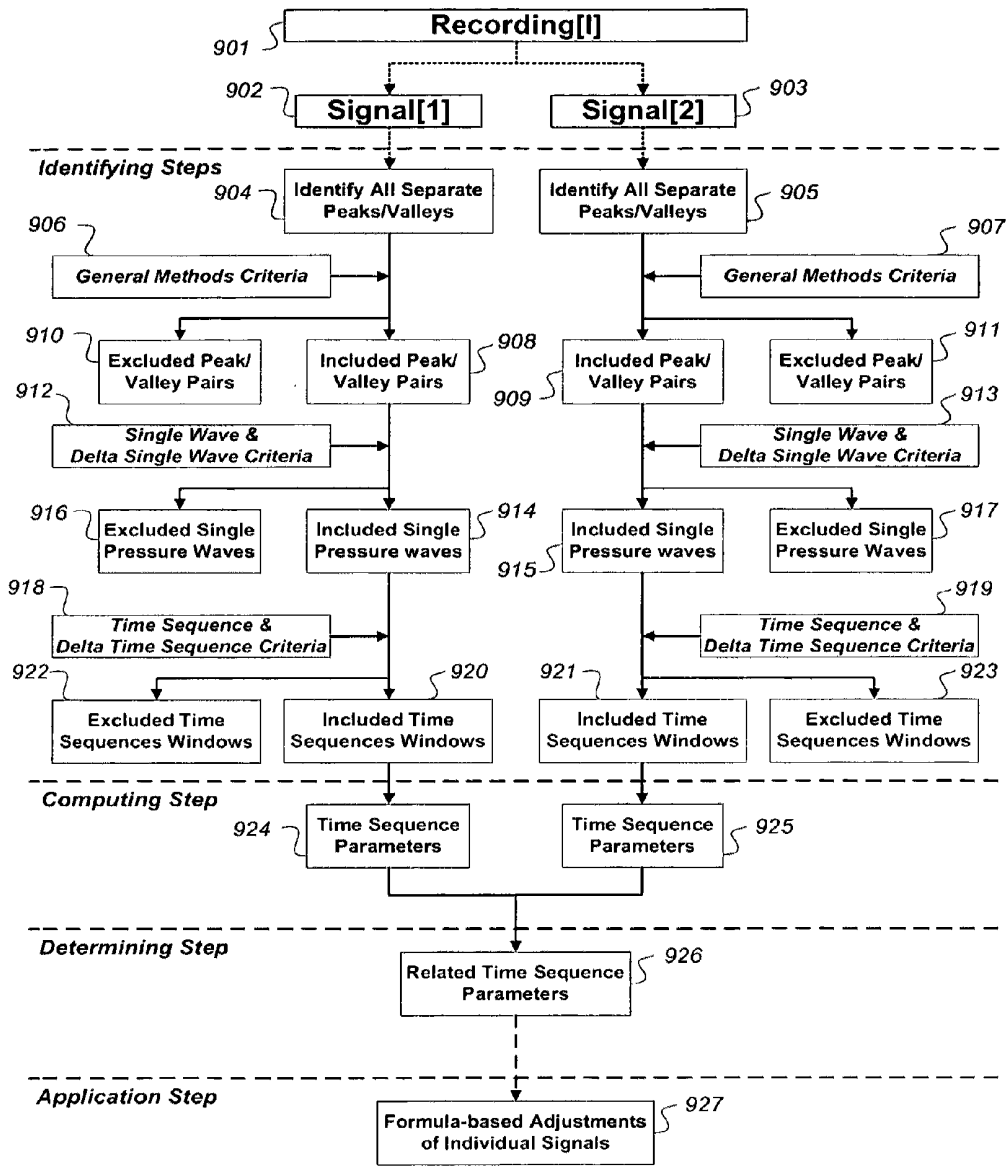 Recording[I]
901
902
Signal[1]
Signal[2]
903
Identifying Steps
904
Identify All Separate
Peaks/Valleys
Identify All Separate
Peaks/Valleys
905
906
907
General Methods Criteria
General Methods Criteria
910
Excluded Peak/
Valley Pairs
Included Peak/
Valley Pairs
908
Included Peak/
Valley Pairs
909
Excluded Peak/
Valley Pairs
911
912
913
Single Wave &
Delta Single Wave Criteria
Single Wave &
Delta Single Wave Criteria
916
Excluded Single
Pressure Waves
Included Single
Pressure waves
914
Included Single
Pressure waves
915
Excluded Single
Pressure Waves
917
918
919
Time Sequence &
Delta Time Sequence Criteria
Time Sequence &
Delta Time Sequence Criteria
922
920
921
923
Excluded Time
Sequences Windows
Included Time
Sequences Windows
Included Time
Sequences Windows
Excluded Time
Sequences Windows
Computing Step
924
Time Sequence
Parameters
Time Sequence
Parameters
925
Determining Step
Related Time Sequence
Parameters
926
Application Step
Formula-based Adjustments
of Individual Signals
927